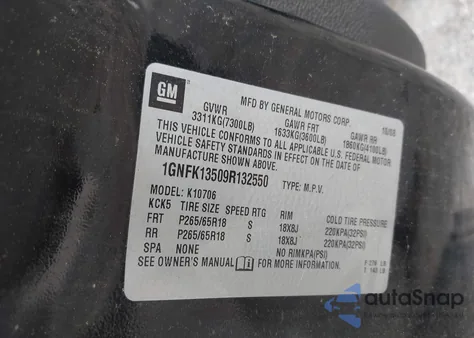 GM
MFD BY GENERAL MOTORS CORP.
GVWR GAWR FRT GAWR RR
3311KG(7300LB) 1633KG(3600LB) 1860KG(4100LB)
THIS VEHICLE CONFORMS TO ALL APPLICABLE U.S. FEDERAL MOTOR
VEHICLE SAFETY STANDARDS IN EFFECT ON THE DATE OF
MANUFACTURE SHOWN ABOVE.
1GNFK13509R132550 TYPE: M.P.V.
MODEL: K10706
KCK5 TIRE SIZE SPEED RTG RIM COLD TIRE PRESSURE
FRT P265/65R18 S 18X8J 220KPA(32PSI)
RR P265/65R18 S 18X8J 220KPA(32PSI)
SPA NONE NO RIMKPA(PSI)
SEE OWNER'S MANUAL FOR MORE INFORMATION.
autoSnap